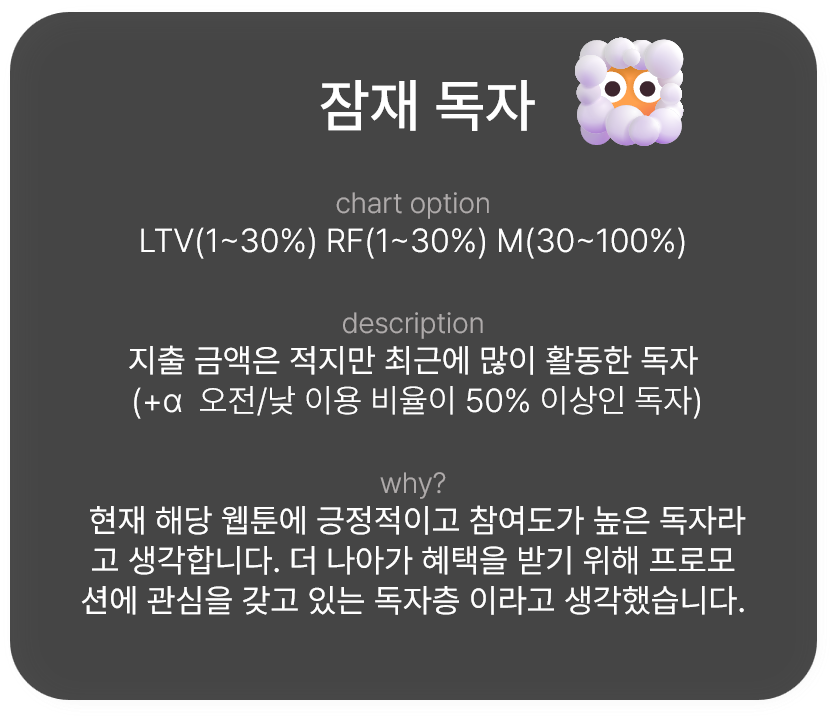 잠재 독자
chart option
LTV(1~30%) RF(1~30%) M(30~100%)
description
지출 금액은 적지만 최근에 많이 활동한 독자
(+α 오전/낮 이용 비율이 50% 이상인 독자)
why?
현재 해당 웹툰에 긍정적이고 참여도가 높은 독자라
고 생각합니다. 더 나아가 혜택을 받기 위해 프로모
션에 관심을 갖고 있는 독자층 이라고 생각했습니다.